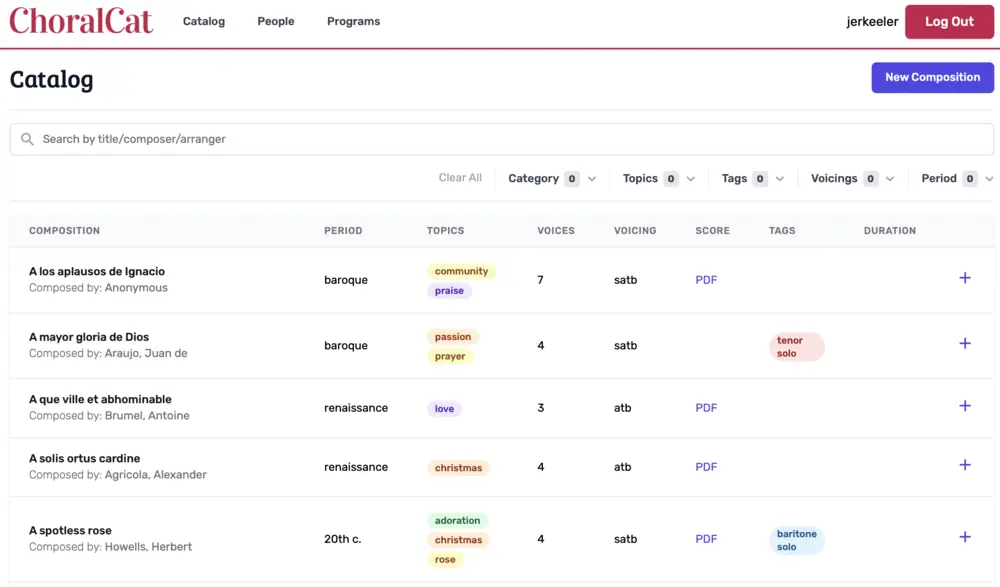 ChoralCat Catalog People Programs jerkeeler Log Out
Catalog New Composition
Search by title/composer/arranger
Clear All Category 0 Topics 0 Tags 0 Voicings 0 Period 0
COMPOSITION PERIOD TOPICS VOICES VOICING SCORE TAGS DURATION
A los aplausos de Ignacio
Composed by: Anonymous
baroque
community
praise
7
satb
PDF
+
A mayor gloria de Dios
Composed by: Araujo, Juan de
baroque
passion
prayer
4
satb
tenor
solo
+
A que ville et abhominable
Composed by: Brumel, Antoine
renaissance
love
3
atb
PDF
+
A solis ortus cardine
Composed by: Agricola, Alexander
renaissance
christmas
4
atb
PDF
+
A spotless rose
Composed by: Howells, Herbert
20th c.
adoration
christmas
rose
4
satb
PDF
baritone
solo
+